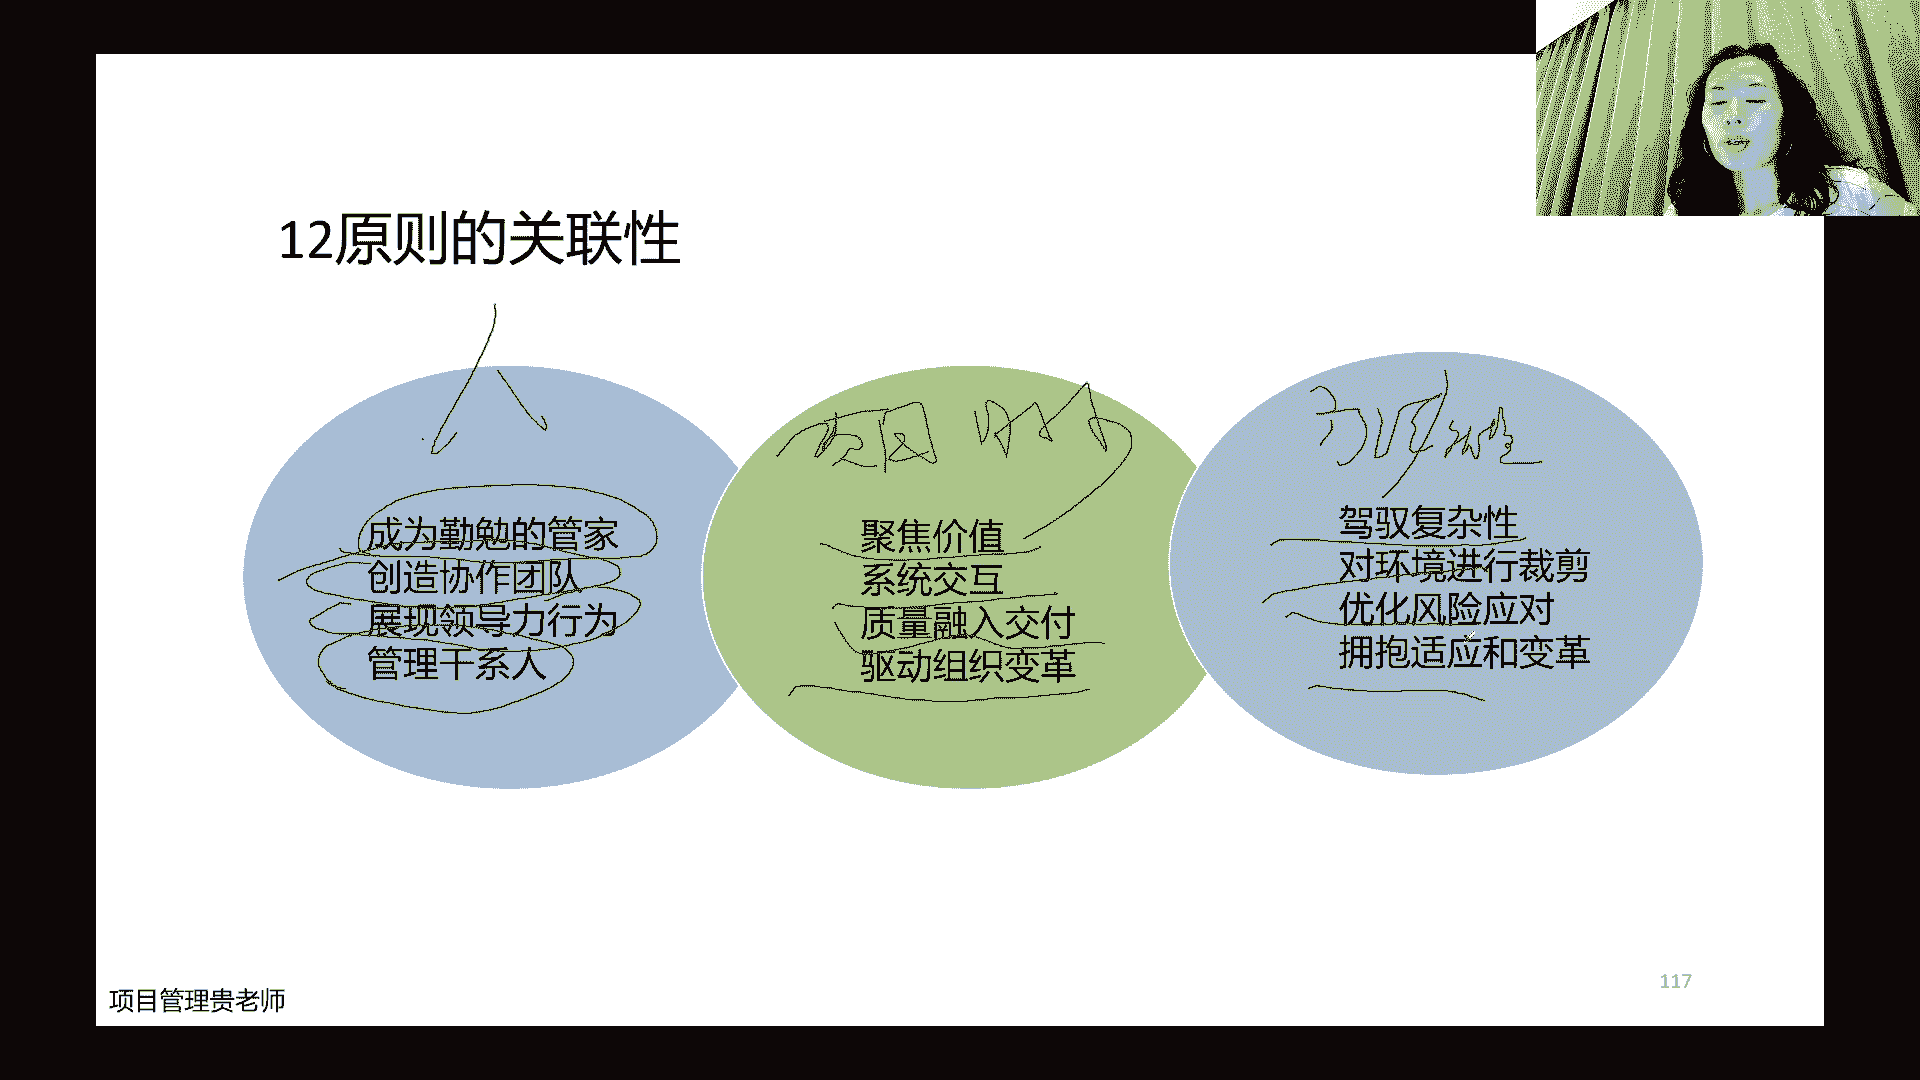 12原则的关联性
人
成为勤勉的管家
创造协作团队
展现领导力行为
管理干系人
聚焦价值
系统交互
质量融入交付
驱动组织变革
驾驭复杂性
对环境进行裁剪
优化风险应对
拥抱适应和变革
项目管理贵老师
117